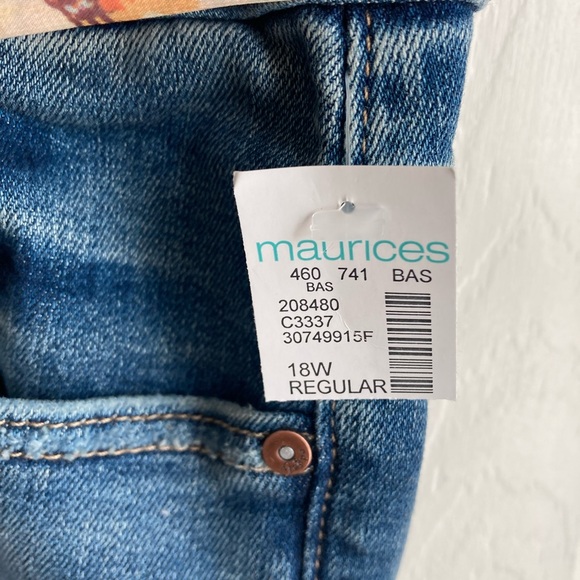 maurices
460 741 BAS
BAS
208480
C3337
30749915F
18W
REGULAR